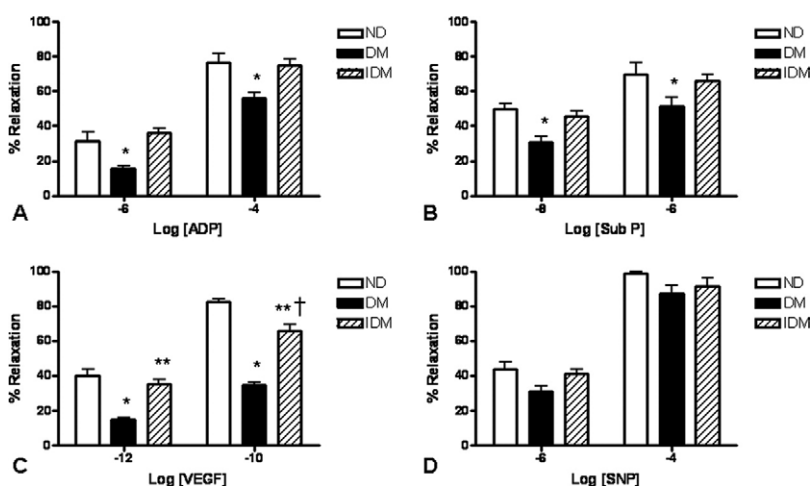 100
80
60
40
20
0
% Relaxation
*
*
-6
-4
Log [ADP]
A
ND
DM
IDM
100
80
60
40
20
0
% Relaxation
*
*
-8
-6
Log [Sub P]
B
ND
DM
IDM
100
80
60
40
20
0
% Relaxation
*
**
*
**†
-12
-10
Log [VEGF]
C
ND
DM
IDM
100
80
60
40
20
0
% Relaxation
-6
-4
Log [SNP]
D
ND
DM
IDM